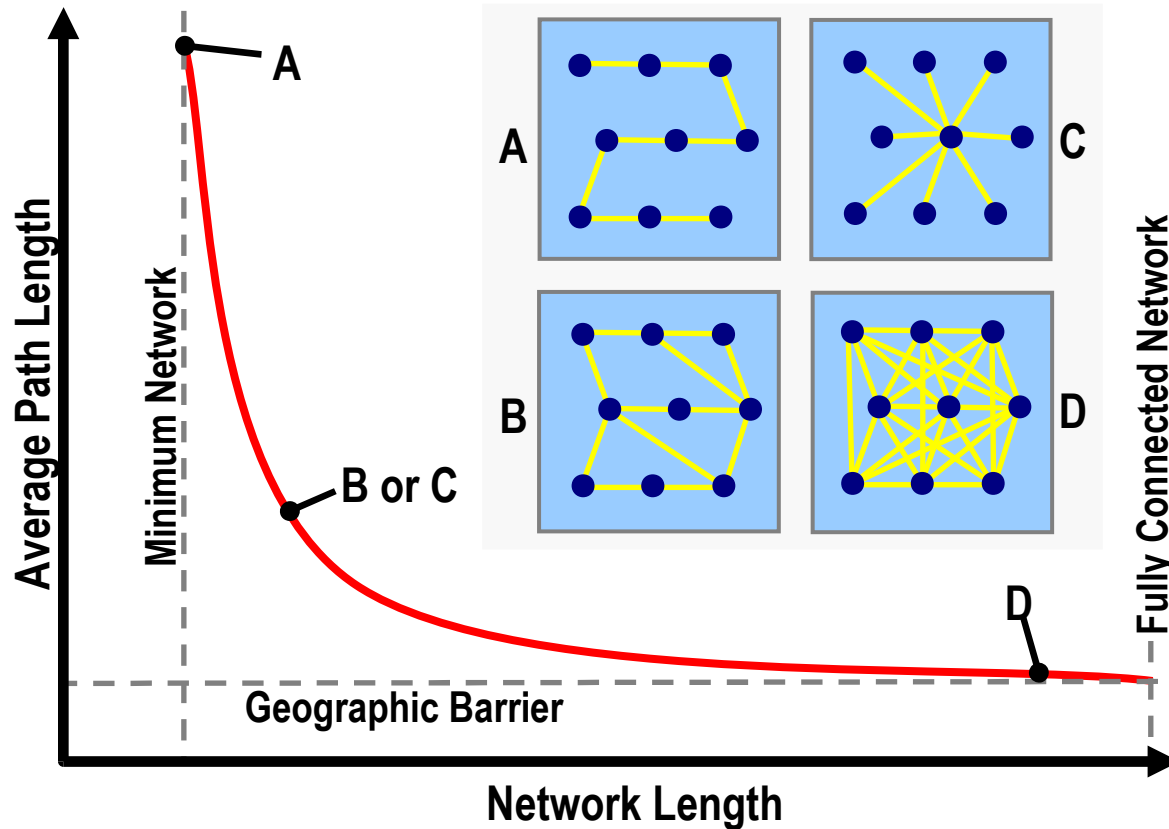 Average Path Length
Minimum Network
A
B or C
A
C
B
D
D
Fully Connected Network
Geographic Barrier
Network Length